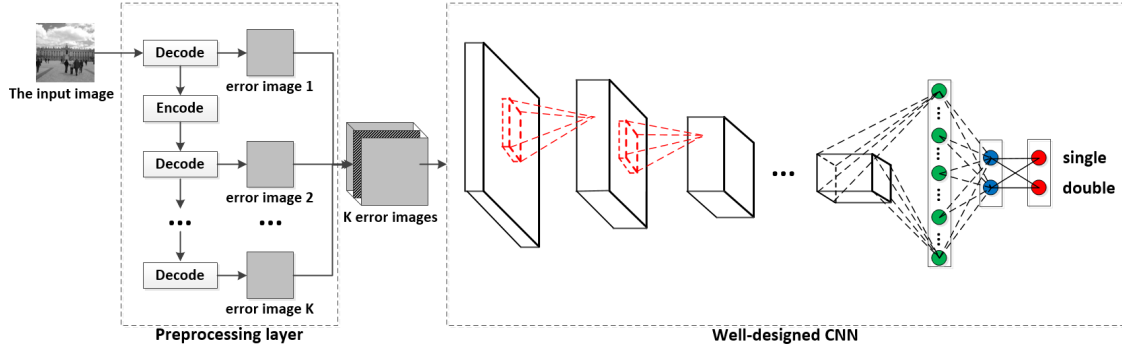 The input image
Decode
error image 1
Encode
Decode
error image 2
...
...
Decode
error image K
Preprocessing layer
K error images
...
single
double
Well-designed CNN